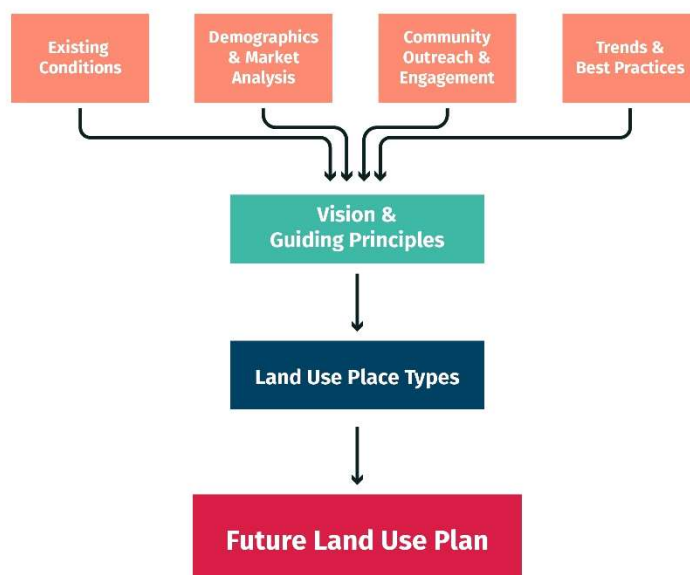 Existing
Conditions
Demographics
& Market
Analysis
Community
Outreach &
Engagement
Trends &
Best Practices
Vision &
Guiding Principles
Land Use Place Types
Future Land Use Plan